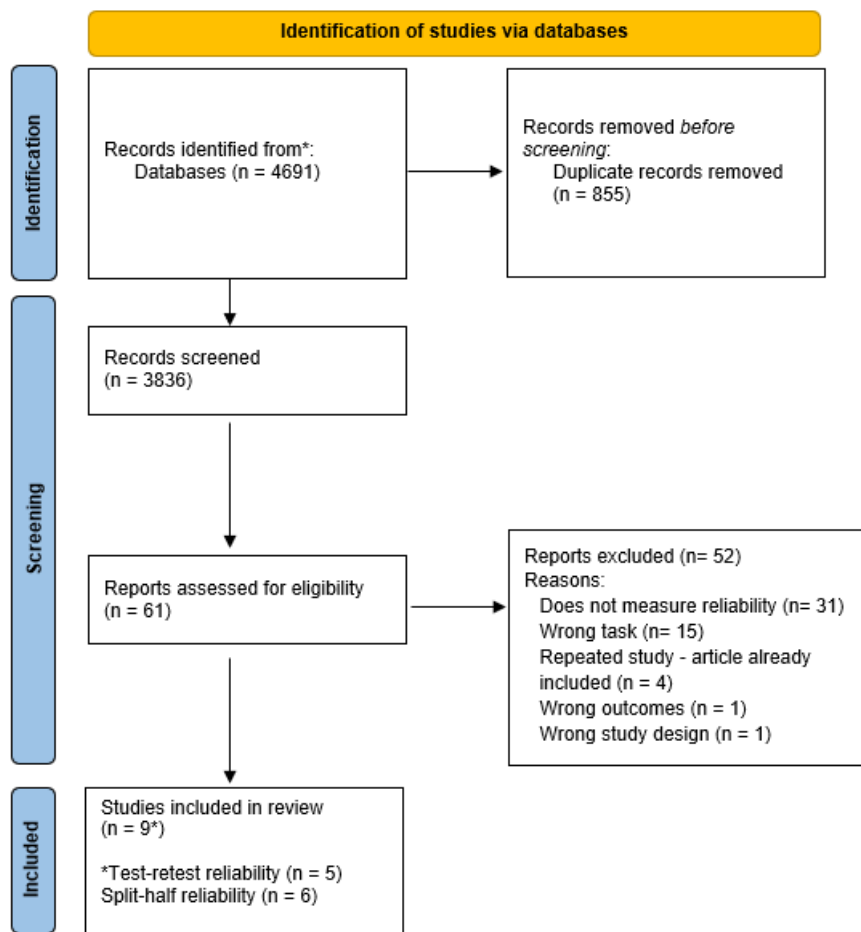 Identification of studies via databases
Identification
Records identified from*:
Databases (n = 4691)
Records removed before
screening:
Duplicate records removed
(n = 855)
Screening
Records screened
(n = 3836)
Reports assessed for eligibility
(n = 61)
Reports excluded (n= 52)
Reasons:
Does not measure reliability (n= 31)
Wrong task (n= 15)
Repeated study - article already
included (n = 4)
Wrong outcomes (n = 1)
Wrong study design (n = 1)
Included
Studies included in review
(n = 9*)
*Test-retest reliability (n = 5)
Split-half reliability (n = 6)